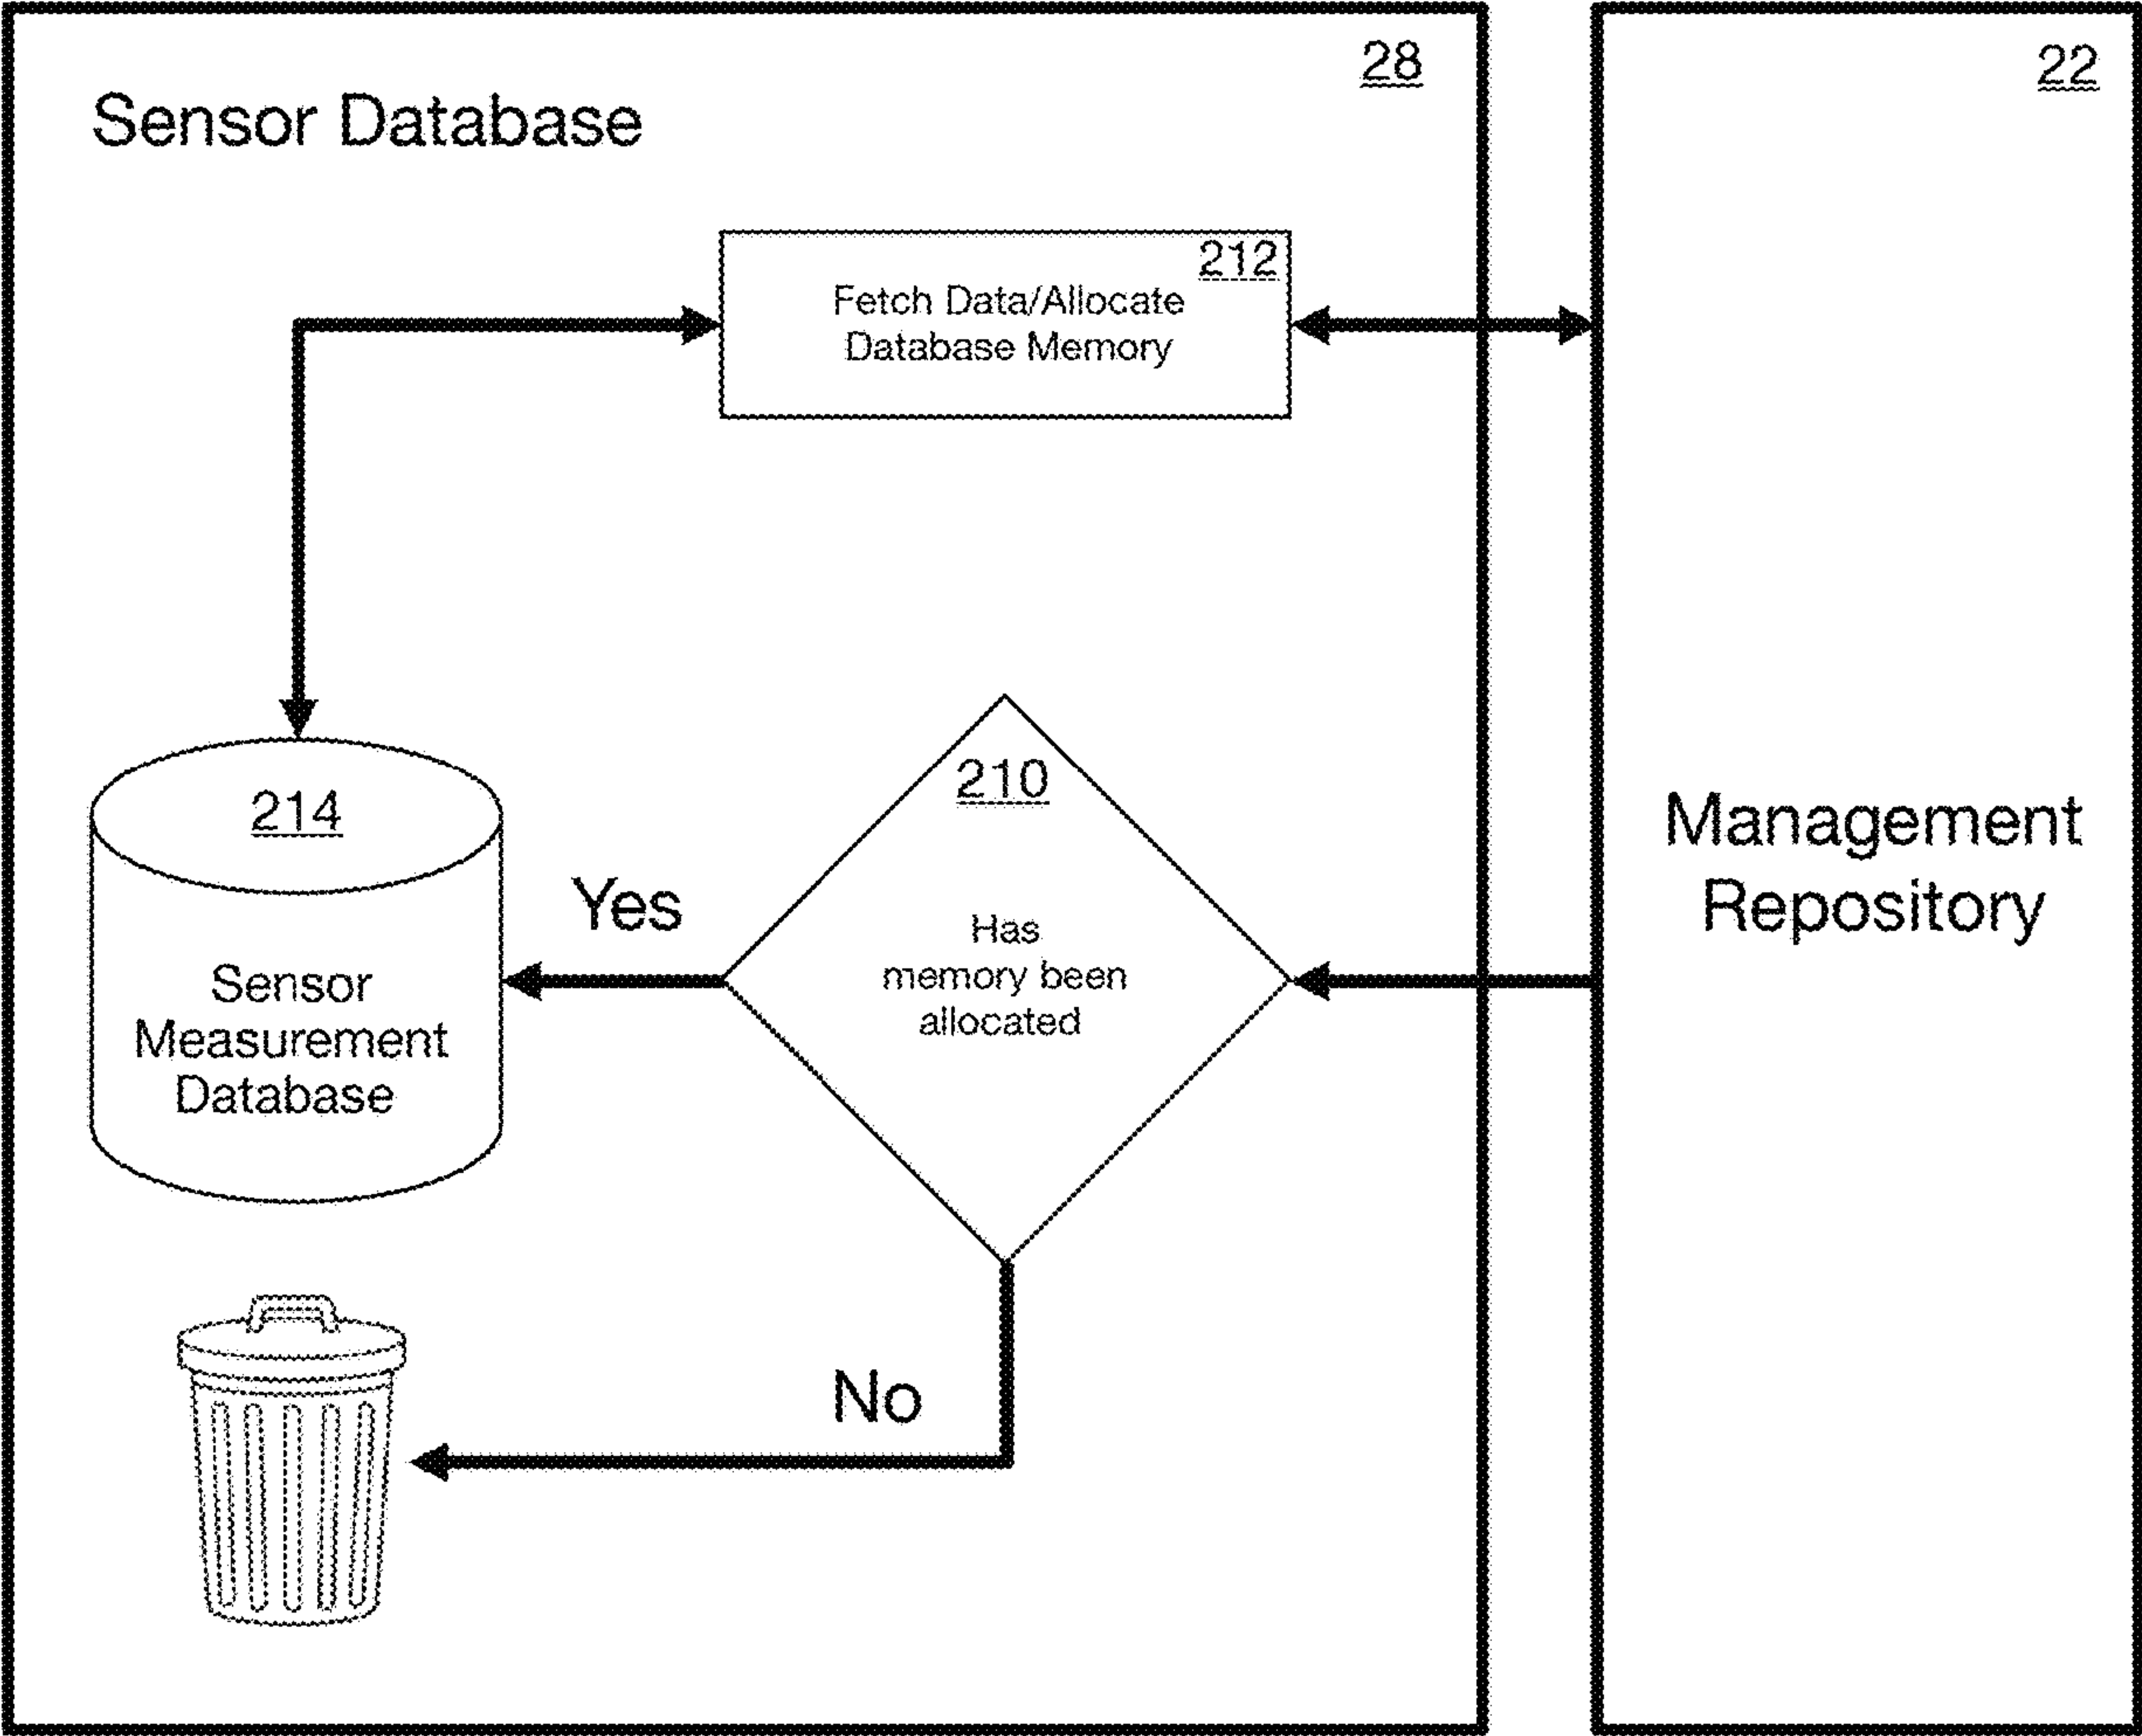 28
Sensor Database
212
Fetch Data/Allocate
Database Memory
214
Sensor
Measurement
Database
Yes
210
Has
memory been
allocated
No
22
Management
Repository